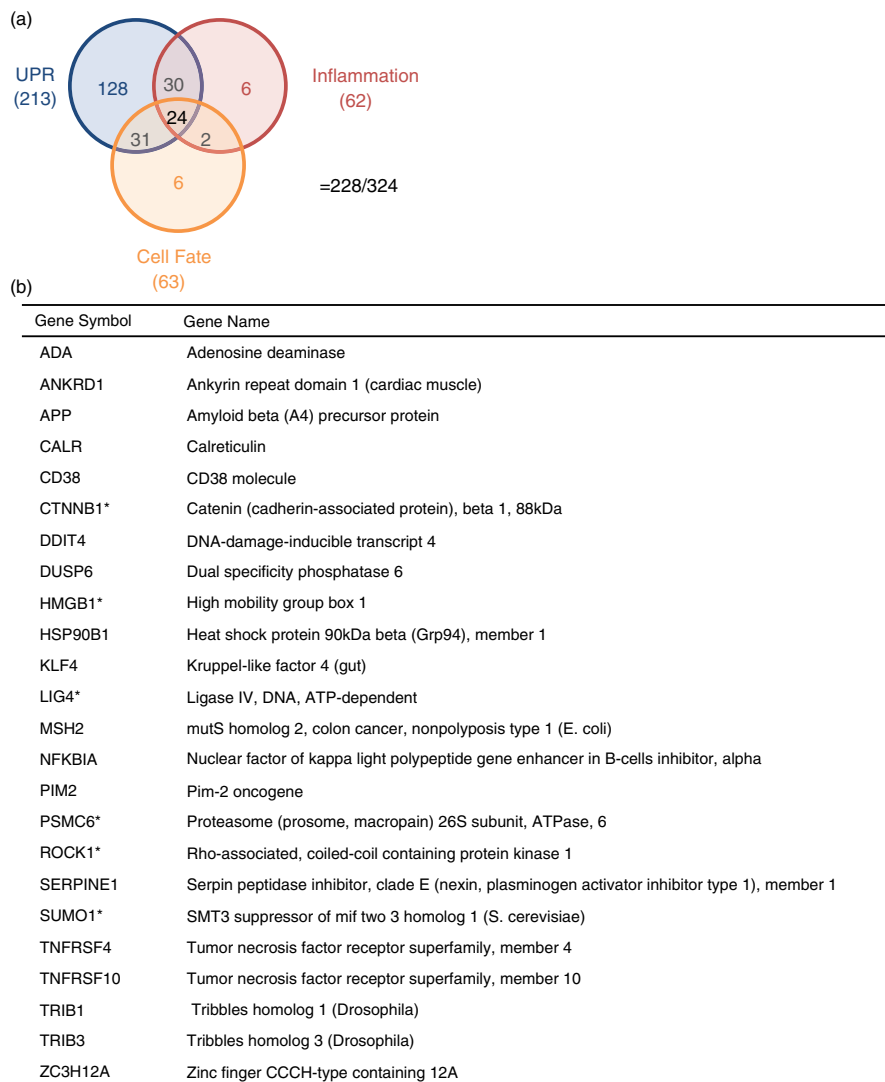 (a)
UPR
(213)
128
30
6
24
31
2
6
Inflammation
(62)
=228/324
Cell Fate
(63)
(b)
Gene Symbol Gene Name
ADA Adenosine deaminase
ANKRD1 Ankyrin repeat domain 1 (cardiac muscle)
APP Amyloid beta (A4) precursor protein
CALR Calreticulin
CD38 CD38 molecule
CTNNB1* Catenin (cadherin-associated protein), beta 1, 88kDa
DDIT4 DNA-damage-inducible transcript 4
DUSP6 Dual specificity phosphatase 6
HMGB1* High mobility group box 1
HSP90B1 Heat shock protein 90kDa beta (Grp94), member 1
KLF4 Kruppel-like factor 4 (gut)
LIG4* Ligase IV, DNA, ATP-dependent
MSH2 mutS homolog 2, colon cancer, nonpolyposis type 1 (E. coli)
NFKBIA Nuclear factor of kappa light polypeptide gene enhancer in B-cells inhibitor, alpha
PIM2 Pim-2 oncogene
PSMC6* Proteasome (prosome, macropain) 26S subunit, ATPase, 6
ROCK1* Rho-associated, coiled-coil containing protein kinase 1
SERPINE1 Serpin peptidase inhibitor, clade E (nexin, plasminogen activator inhibitor type 1), member 1
SUMO1* SMT3 suppressor of mif two 3 homolog 1 (S. cerevisiae)
TNFRSF4 Tumor necrosis factor receptor superfamily, member 4
TNFRSF10 Tumor necrosis factor receptor superfamily, member 10
TRIB1 Tribbles homolog 1 (Drosophila)
TRIB3 Tribbles homolog 3 (Drosophila)
ZC3H12A Zinc finger CCCH-type containing 12A